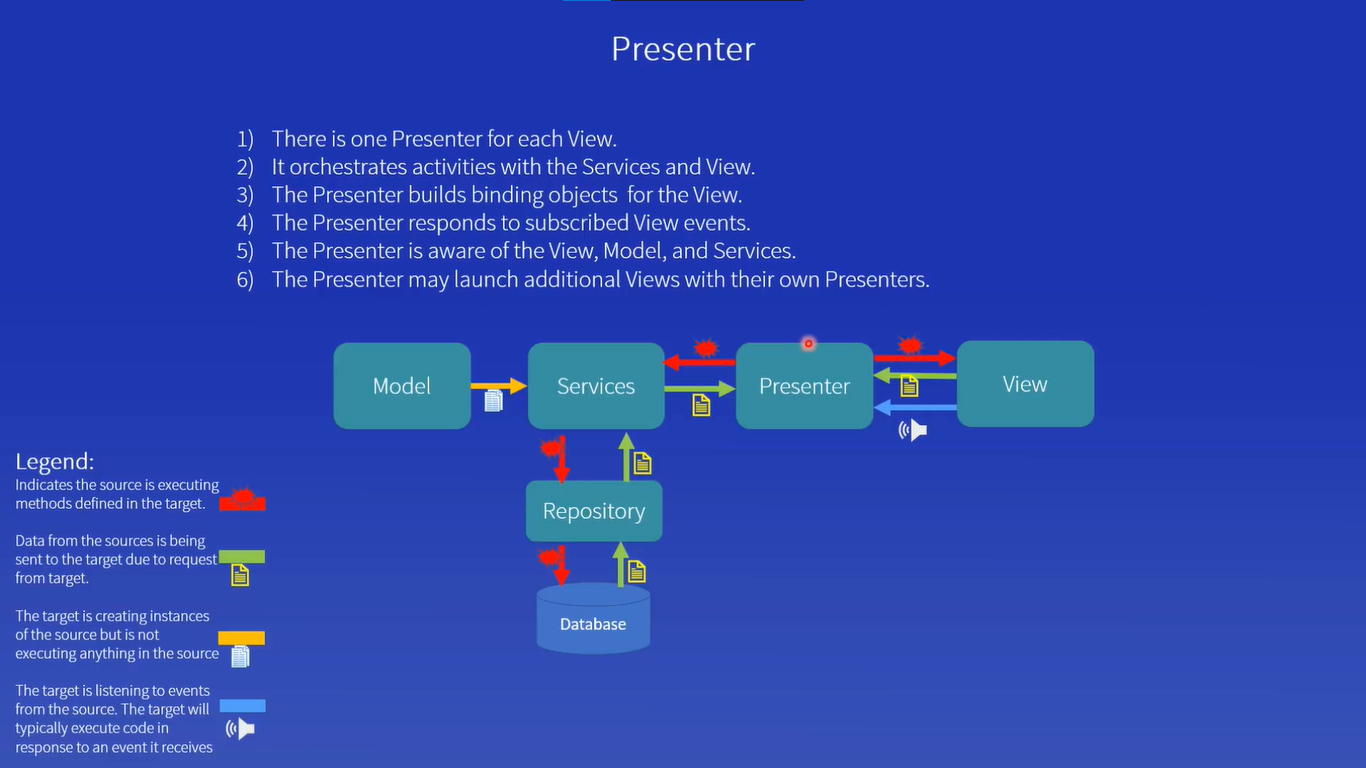 Presenter
1) There is one Presenter for each View.
2) It orchestrates activities with the Services and View.
3) The Presenter builds binding objects for the View.
4) The Presenter responds to subscribed View events.
5) The Presenter is aware of the View, Model, and Services.
6) The Presenter may launch additional Views with their own Presenters.
Model
Services
Presenter
View
Repository
Database
Legend:
Indicates the source is executing
methods defined in the target.
Data from the sources is being
sent to the target due to request
from target.
The target is creating instances
of the source but is not
executing anything in the source
The target is listening to events
from the source. The target will
typically execute code in
response to an event it receives